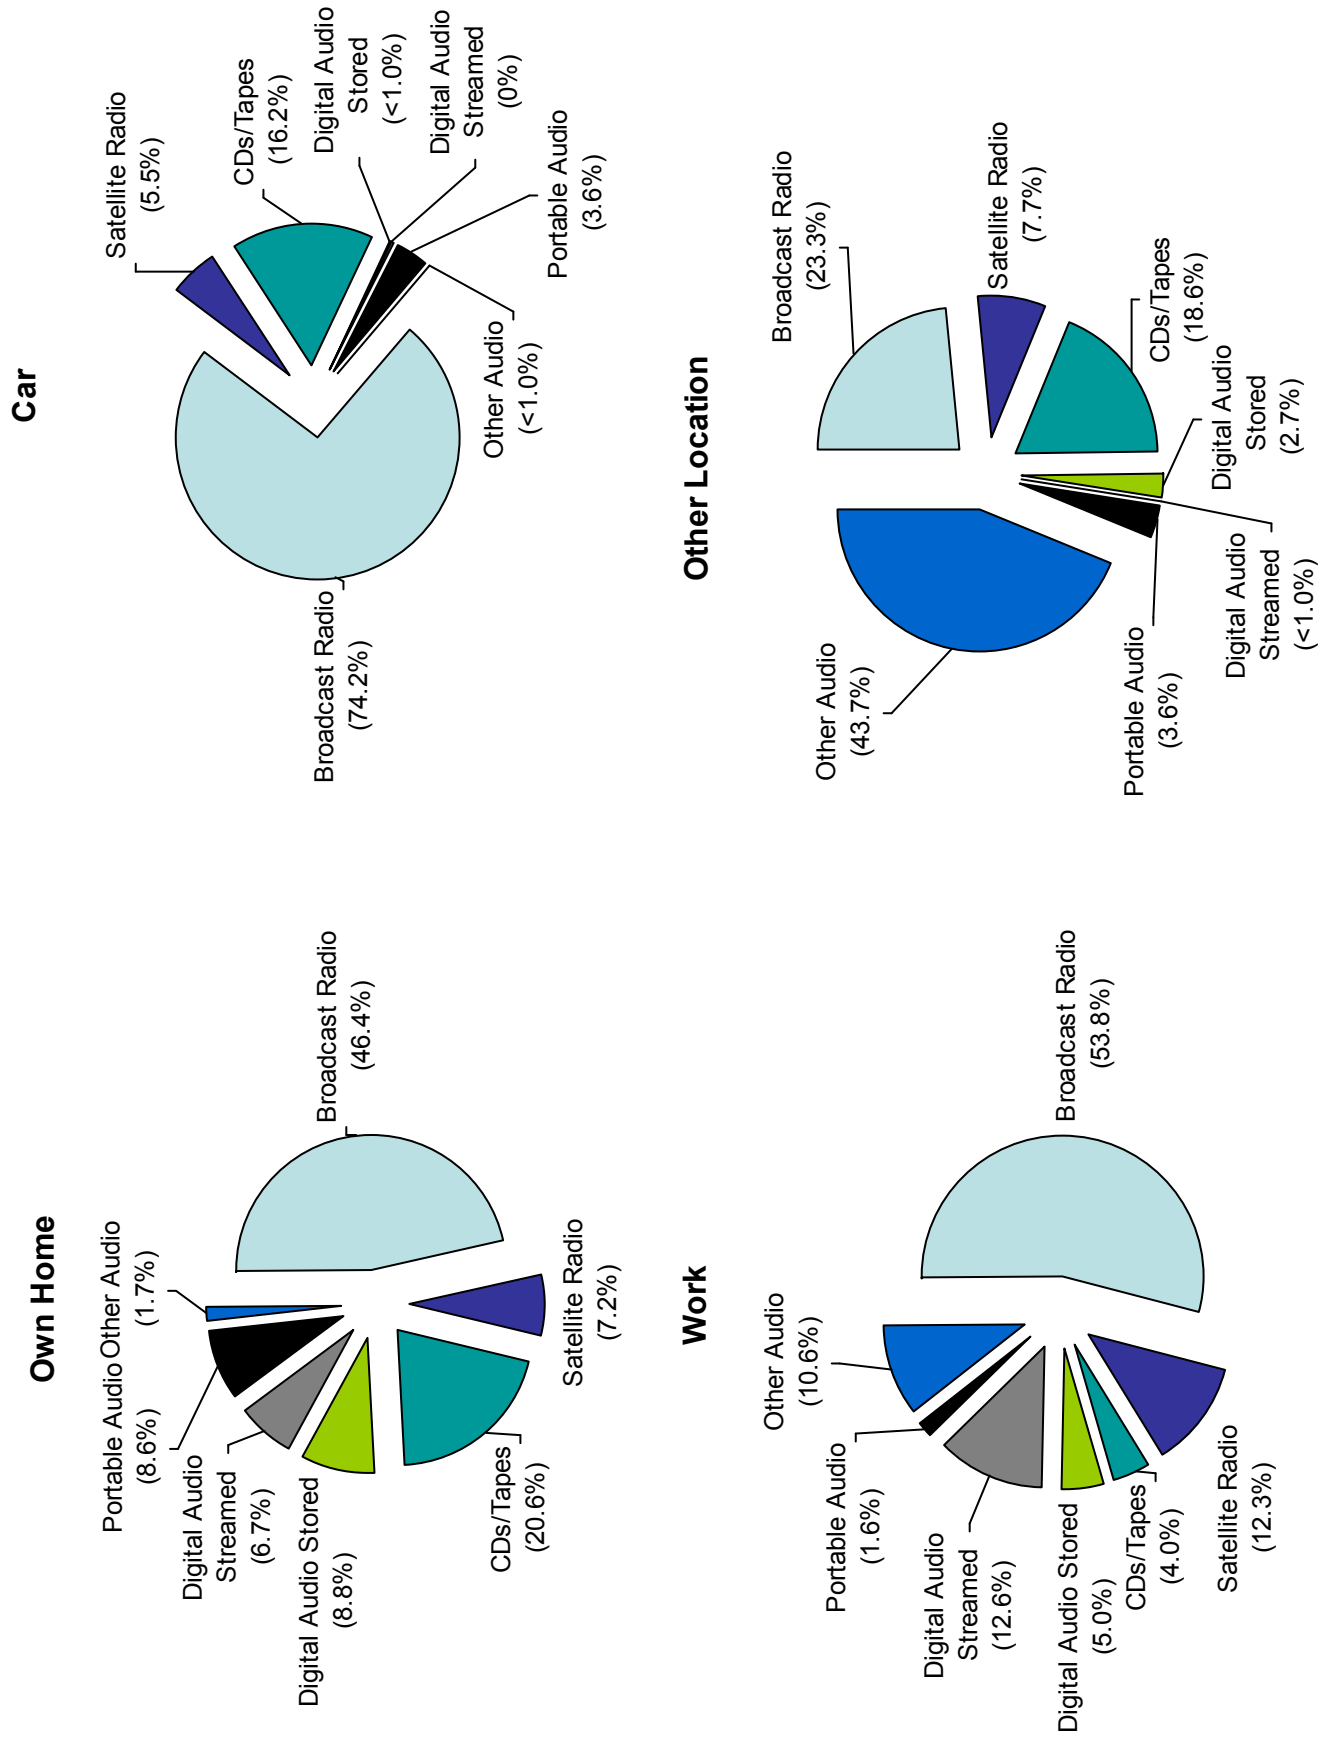 Own Home
Portable Audio
(8.6%)
Other Audio
(1.7%)
Digital Audio
Streamed
(6.7%)
Digital Audio Stored
(8.8%)
Broadcast Radio
(46.4%)
CDs/Tapes
(20.6%)
Satellite Radio
(7.2%)
Car
Satellite Radio
(5.5%)
CDs/Tapes
(16.2%)
Digital Audio
Stored
(<1.0%)
Digital Audio
Streamed
(0%)
Portable Audio
(3.6%)
Other Audio
(<1.0%)
Broadcast Radio
(74.2%)
Work
Other Audio
(10.6%)
Portable Audio
(1.6%)
Digital Audio
Streamed
(12.6%)
Digital Audio Stored
(5.0%)
CDs/Tapes
(4.0%)
Satellite Radio
(12.3%)
Broadcast Radio
(53.8%)
Other Location
Broadcast Radio
(23.3%)
Satellite Radio
(7.7%)
CDs/Tapes
(18.6%)
Digital Audio
Stored
(2.7%)
Digital Audio
Streamed
(<1.0%)
Portable Audio
(3.6%)
Other Audio
(43.7%)